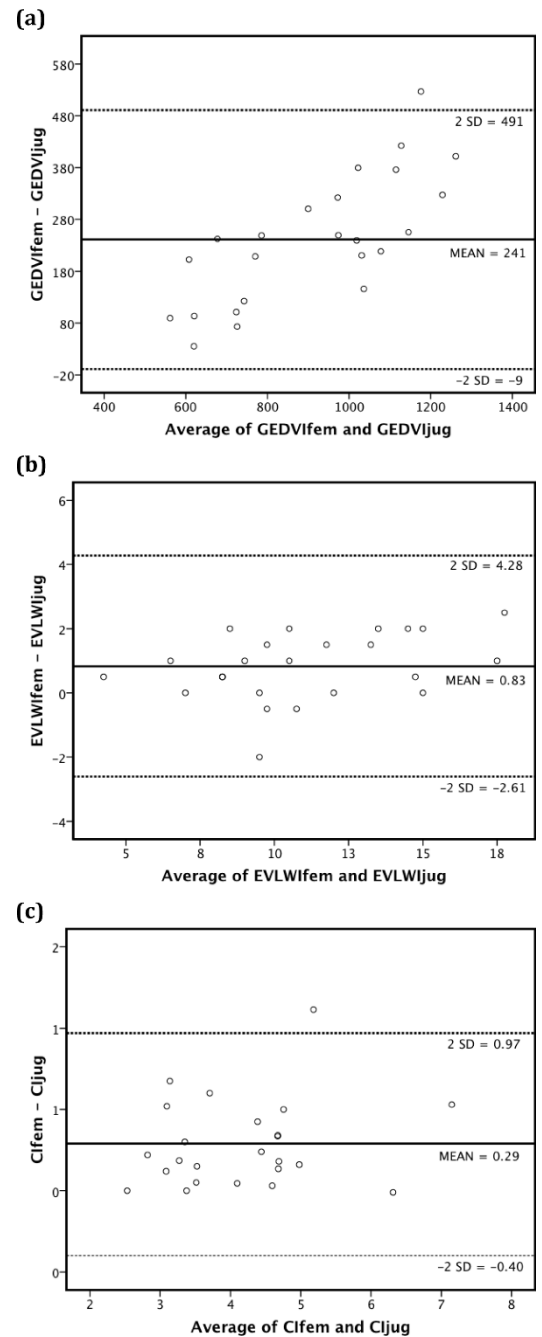 (a)
580
480
380
280
180
80
-20
GEDVIfem – GEDVIjug
2 SD = 491
MEAN = 241
-2 SD = -9
400 600 800 1000 1200 1400
Average of GEDVIfem and GEDVIjug
(b)
6
4
2
0
-2
-4
EVLWIfem – EVLWIjug
2 SD = 4.28
MEAN = 0.83
-2 SD = -2.61
5 8 10 13 15 18
Average of EVLWIfem and EVLWIjug
(c)
2
1
1
0
0
CIfem – CIjug
2 SD = 0.97
MEAN = 0.29
-2 SD = -0.40
2 3 4 5 6 7 8
Average of CIfem and CIjug